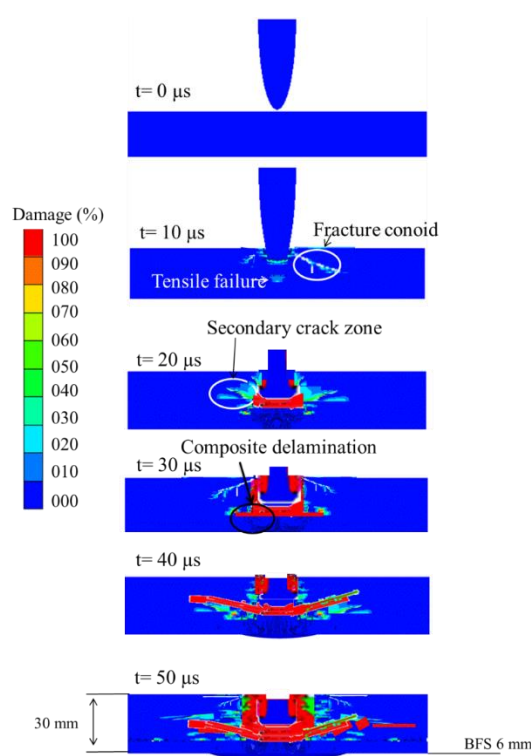 t= 0 μs
Damage (%)
100
090
080
070
060
050
040
030
020
010
000
t= 10 μs
Fracture conoid
Tensile failure
Secondary crack zone
t= 20 μs
Composite delamination
t= 30 μs
t= 40 μs
t= 50 μs
30 mm
BFS 6 mm